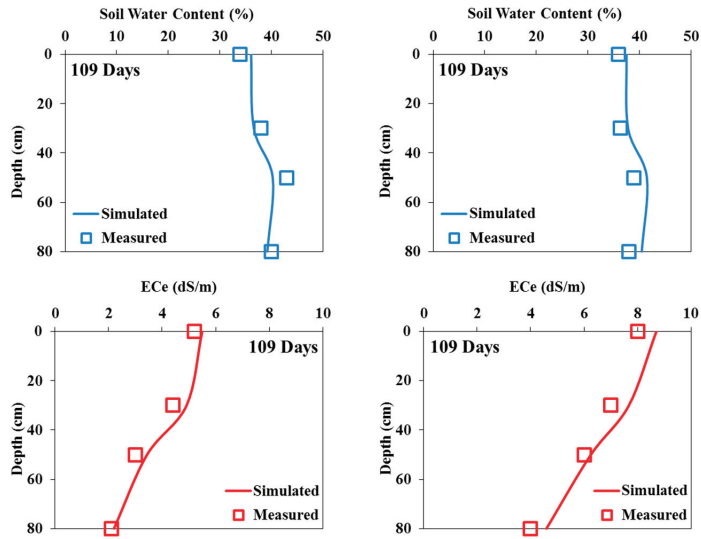 Soil Water Content (%)
0 10 20 30 40 50
0
20
40
60
80
Depth (cm)
109 Days
Simulated
Measured
Soil Water Content (%)
0 10 20 30 40 50
0
20
40
60
80
Depth (cm)
109 Days
Simulated
Measured
ECe (dS/m)
0 2 4 6 8 10
0
20
40
60
80
Depth (cm)
109 Days
Simulated
Measured
ECe (dS/m)
0 2 4 6 8 10
0
20
40
60
80
Depth (cm)
109 Days
Simulated
Measured